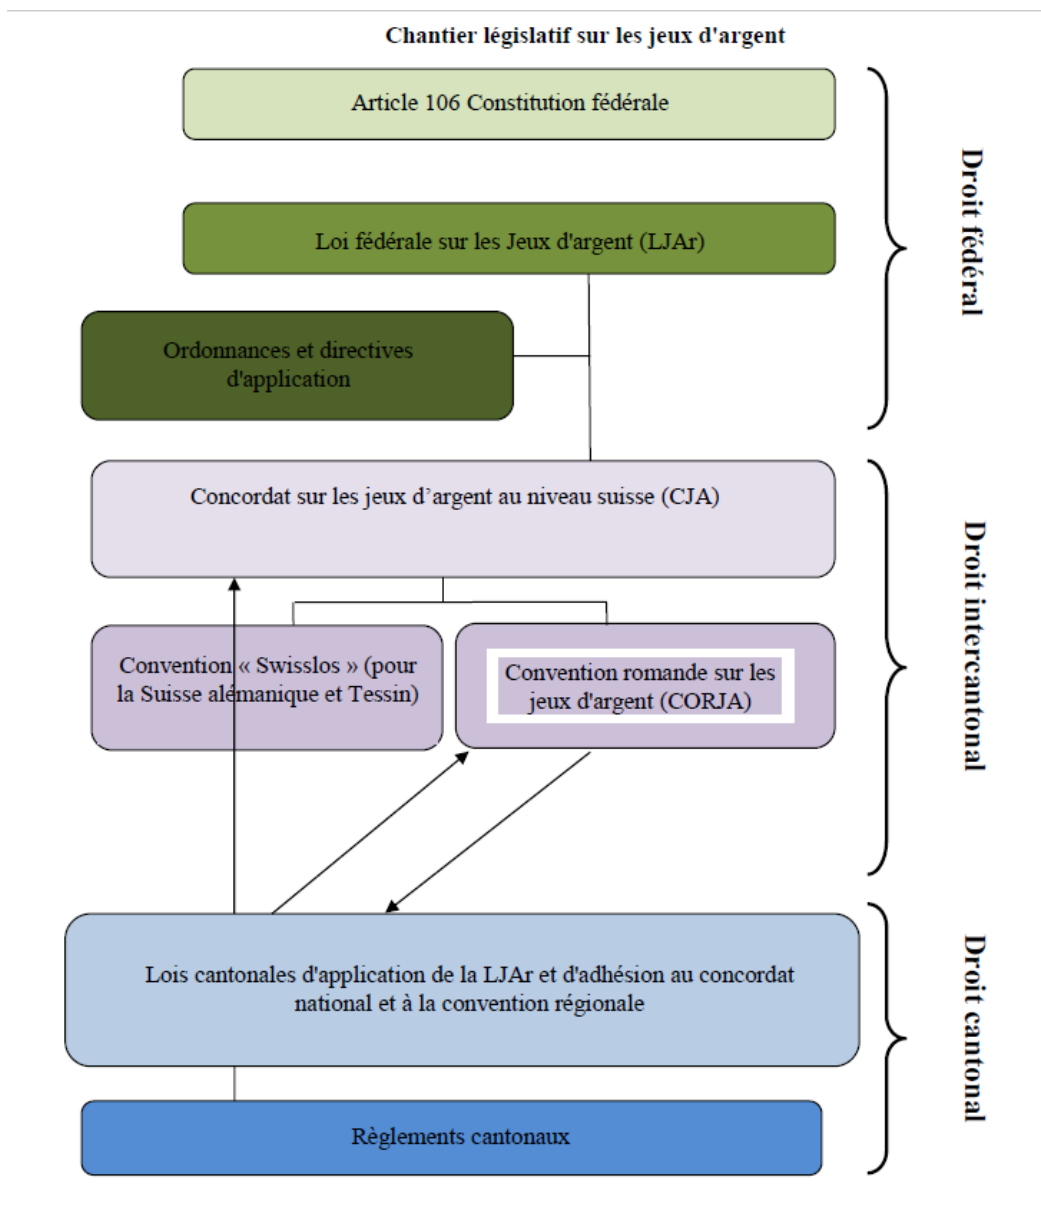 Chantier législatif sur les jeux d'argent
Article 106 Constitution fédérale
Loi fédérale sur les Jeux d'argent (LJAr)
Ordonnances et directives
d'application
Droit fédéral
Concordat sur les jeux d’argent au niveau suisse (CJA)
Convention « Swisslos » (pour
la Suisse alémanique et Tessin)
Convention romande sur les
jeux d'argent (CORJA)
Droit intercantonal
Lois cantonales d'application de la LJAr et d'adhésion au concordat
national et à la convention régionale
Règlements cantonaux
Droit cantonal